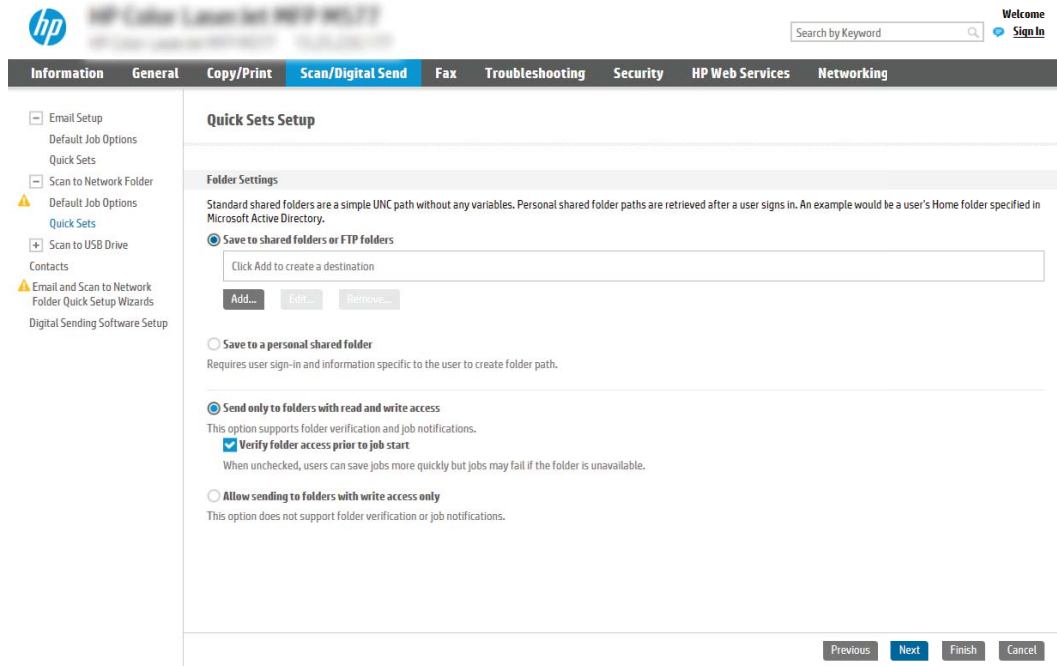 hp
Welcome
Search by Keyword
Sign In
Information General Copy/Print Scan/Digital Send Fax Troubleshooting Security HP Web Services Networking
Email Setup
Default Job Options
Quick Sets
Scan to Network Folder
Default Job Options
Quick Sets
Scan to USB Drive
Contacts
Email and Scan to Network
Folder Quick Setup Wizards
Digital Sending Software Setup
Quick Sets Setup
Folder Settings
Standard shared folders are a simple UNC path without any variables. Personal shared folder paths are retrieved after a user signs in. An example would be a user's Home folder specified in
Microsoft Active Directory.
Save to shared folders or FTP folders
Click Add to create a destination
Add... Edit... Remove...
Save to a personal shared folder
Requires user sign-in and information specific to the user to create folder path.
Send only to folders with read and write access
This option supports folder verification and job notifications.
Verify folder access prior to job start
When unchecked, users can save jobs more quickly but jobs may fail if the folder is unavailable.
Allow sending to folders with write access only
This option does not support folder verification or job notifications.
Previous Next Finish Cancel